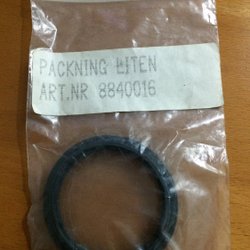 PACKNING LITEN
ART.NR 8840016